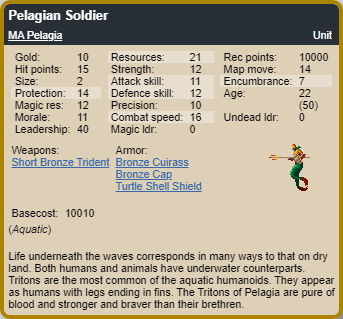 Pelagian Soldier
MA Pelagia Unit
Gold: 10 Resources: 21 Rec points: 10000
Hit points: 15 Strength: 12 Map move: 14
Size: 2 Attack skill: 11 Encumbrance: 7
Protection: 14 Defence skill: 12 Age: 22
Magic res: 12 Precision: 10 (50)
Morale: 11 Combat speed: 16 Undead ldr: 0
Leadership: 40 Magic ldr: 0
Weapons: Armor:
Short Bronze Trident Bronze Cuirass
Bronze Cap
Turtle Shell Shield
Basecost: 10010
(Aquatic)
Life underneath the waves corresponds in many ways to that on dry
land. Both humans and animals have underwater counterparts.
Tritons are the most common of the aquatic humanoids. They appear
as humans with legs ending in fins. The Tritons of Pelagia are pure of
blood and stronger and braver than their brethren.